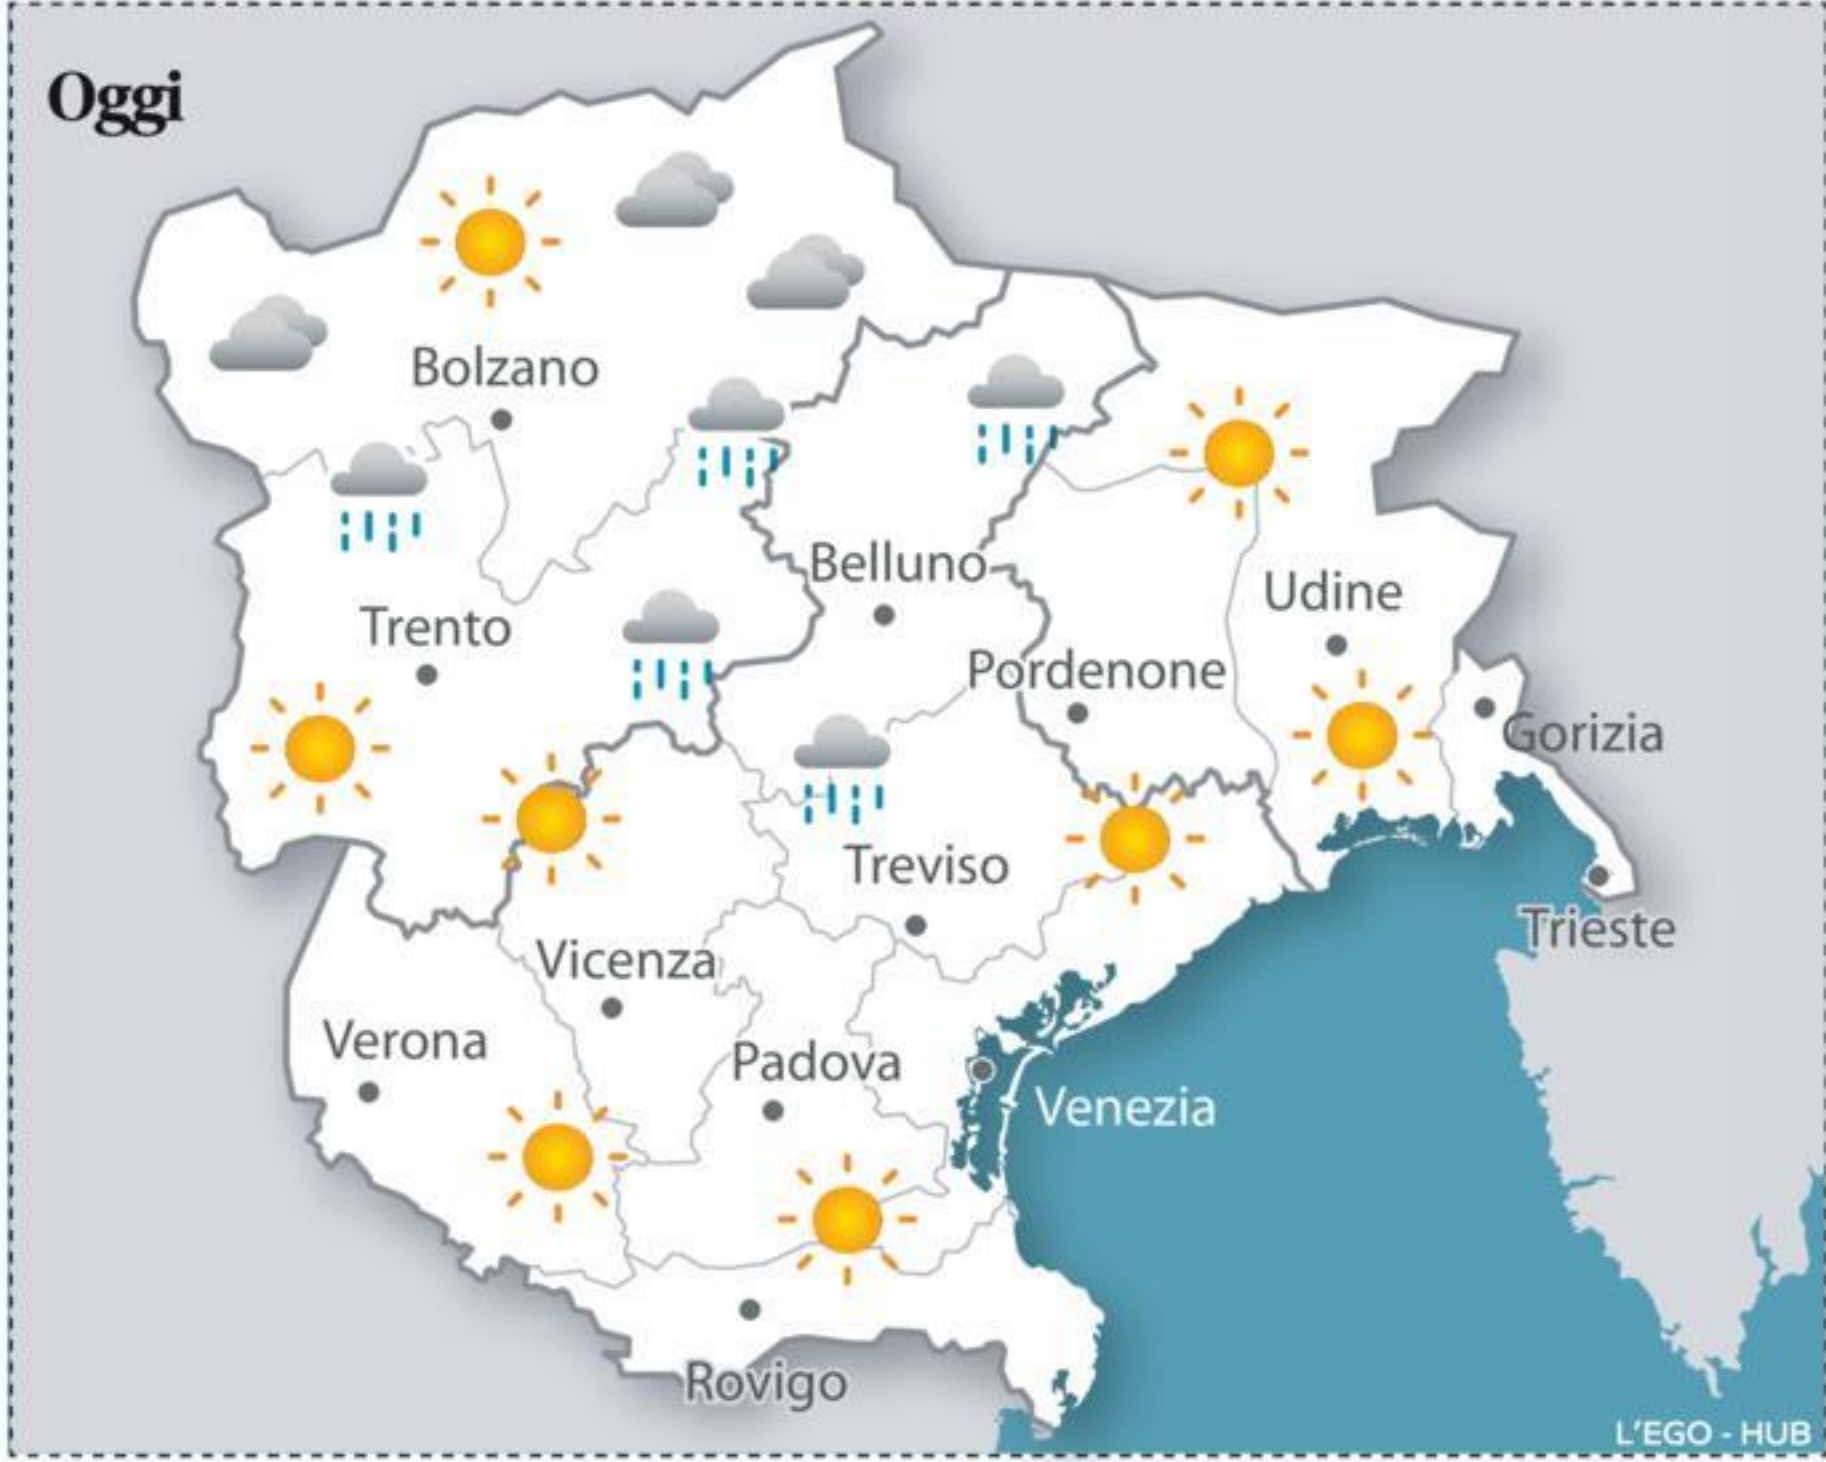 Oggi
Bolzano
Belluno
Udine
Trento
Pordenone
Gorizia
Treviso
Trieste
Vicenza
Verona
Padova
Venezia
Rovigo
L'EGO - HUB